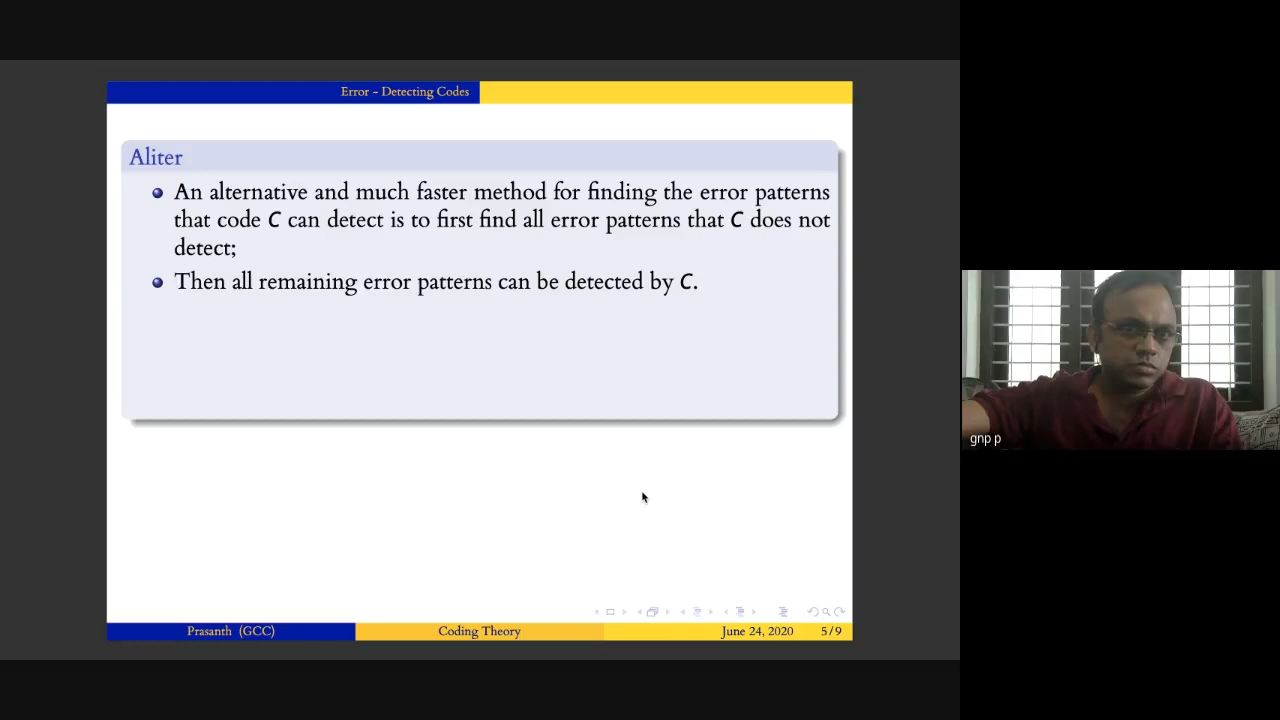 Error - Detecting Codes
Aliter
An alternative and much faster method for finding the error patterns
that code C can detect is to first find all error patterns that C does not
detect;
Then all remaining error patterns can be detected by C.
gnp p
Prasanth (GCC) Coding Theory June 24, 2020 5/9